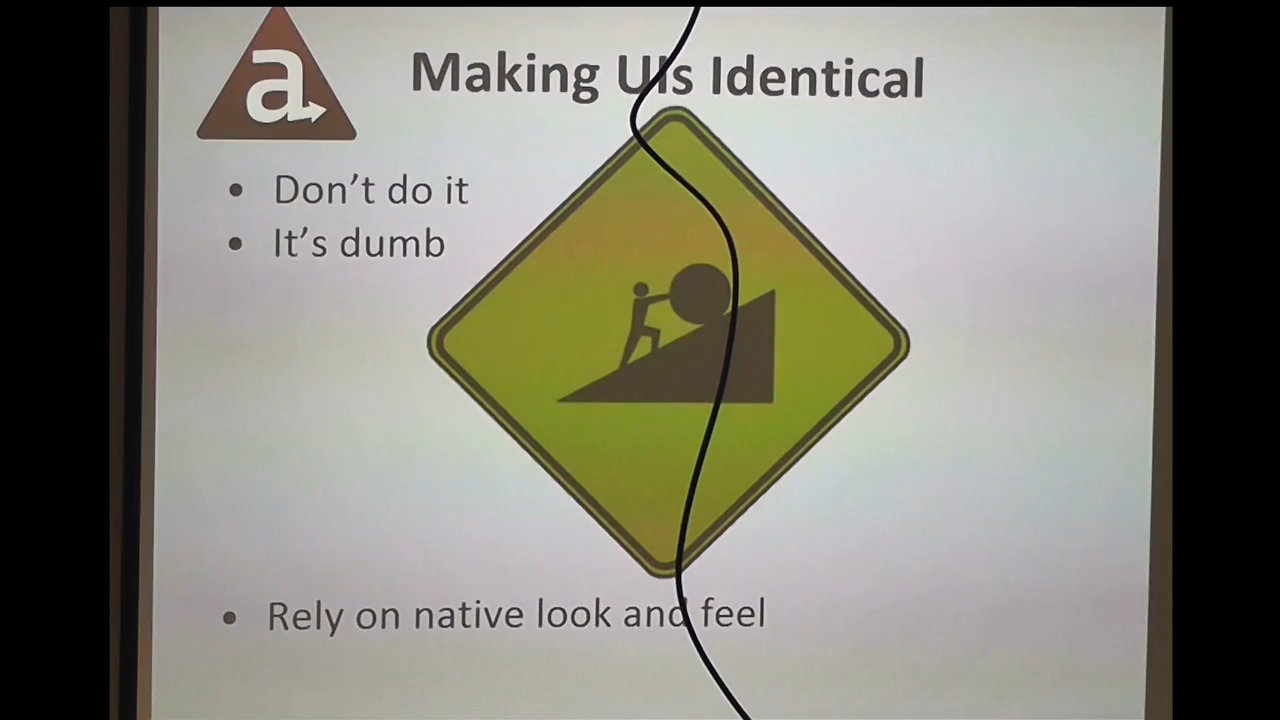 a
Making UIs Identical
• Don't do it
• It's dumb
• Rely on native look and feel